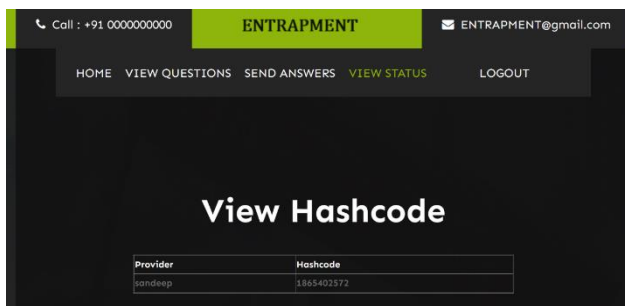 Call : +91 0000000000 ENTRAPMENT ENTRAPMENT@gmail.com
HOME VIEW QUESTIONS SEND ANSWERS VIEW STATUS LOGOUT
View Hashcode
Provider Hashcode
sandeep 1865402572